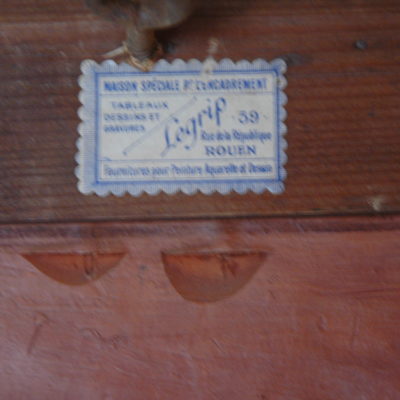 MAISON SPÉCIALE Pr L'ENCADREMENT
TABLEAUX
DESSINS ET
GRAVURES
Legrip
59
Rue de la République
ROUEN
Fournitures pour Peinture Aquarelle et Dessin